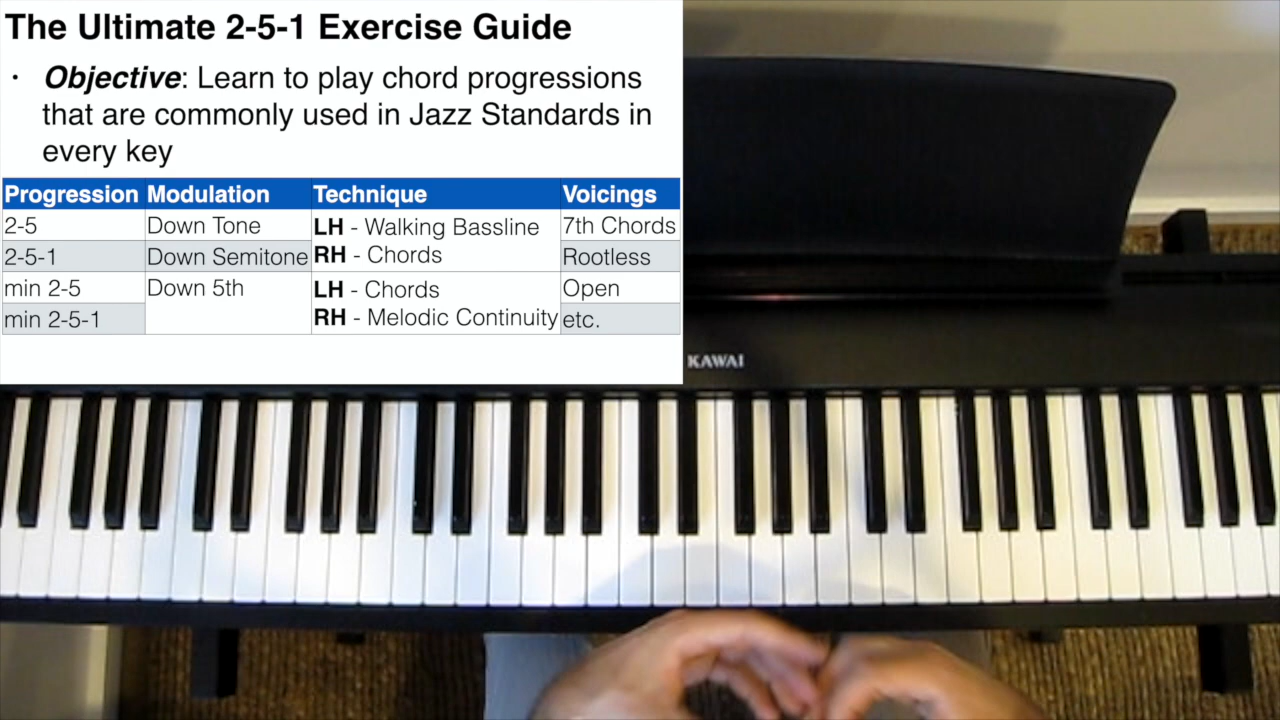 The Ultimate 2-5-1 Exercise Guide
· Objective: Learn to play chord progressions
that are commonly used in Jazz Standards in
every key
Progression Modulation Technique Voicings
2-5 Down Tone LH - Walking Bassline 7th Chords
2-5-1 Down Semitone RH - Chords Rootless
min 2-5 Down 5th LH - Chords Open
min 2-5-1 RH - Melodic Continuity etc.
KAWAI